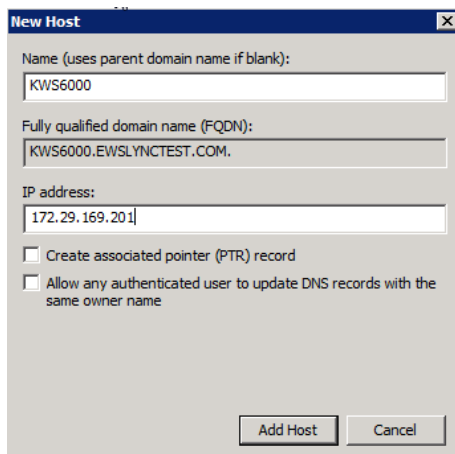 New Host
Name (uses parent domain name if blank):
KWS6000
Fully qualified domain name (FQDN):
KWS6000.EWSLYNCTEST.COM.
IP address:
172.29.169.201
Create associated pointer (PTR) record
Allow any authenticated user to update DNS records with the
same owner name
Add Host
Cancel